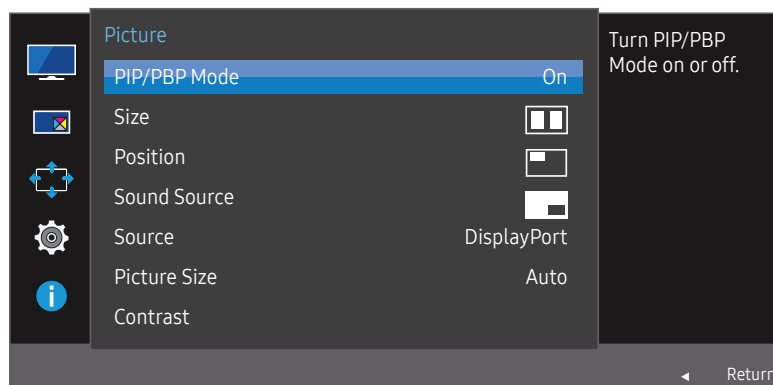 Picture
PIP/PBP Mode On
Size
Position
Sound Source
Source DisplayPort
Picture Size Auto
Contrast
Turn PIP/PBP
Mode on or off.
Return